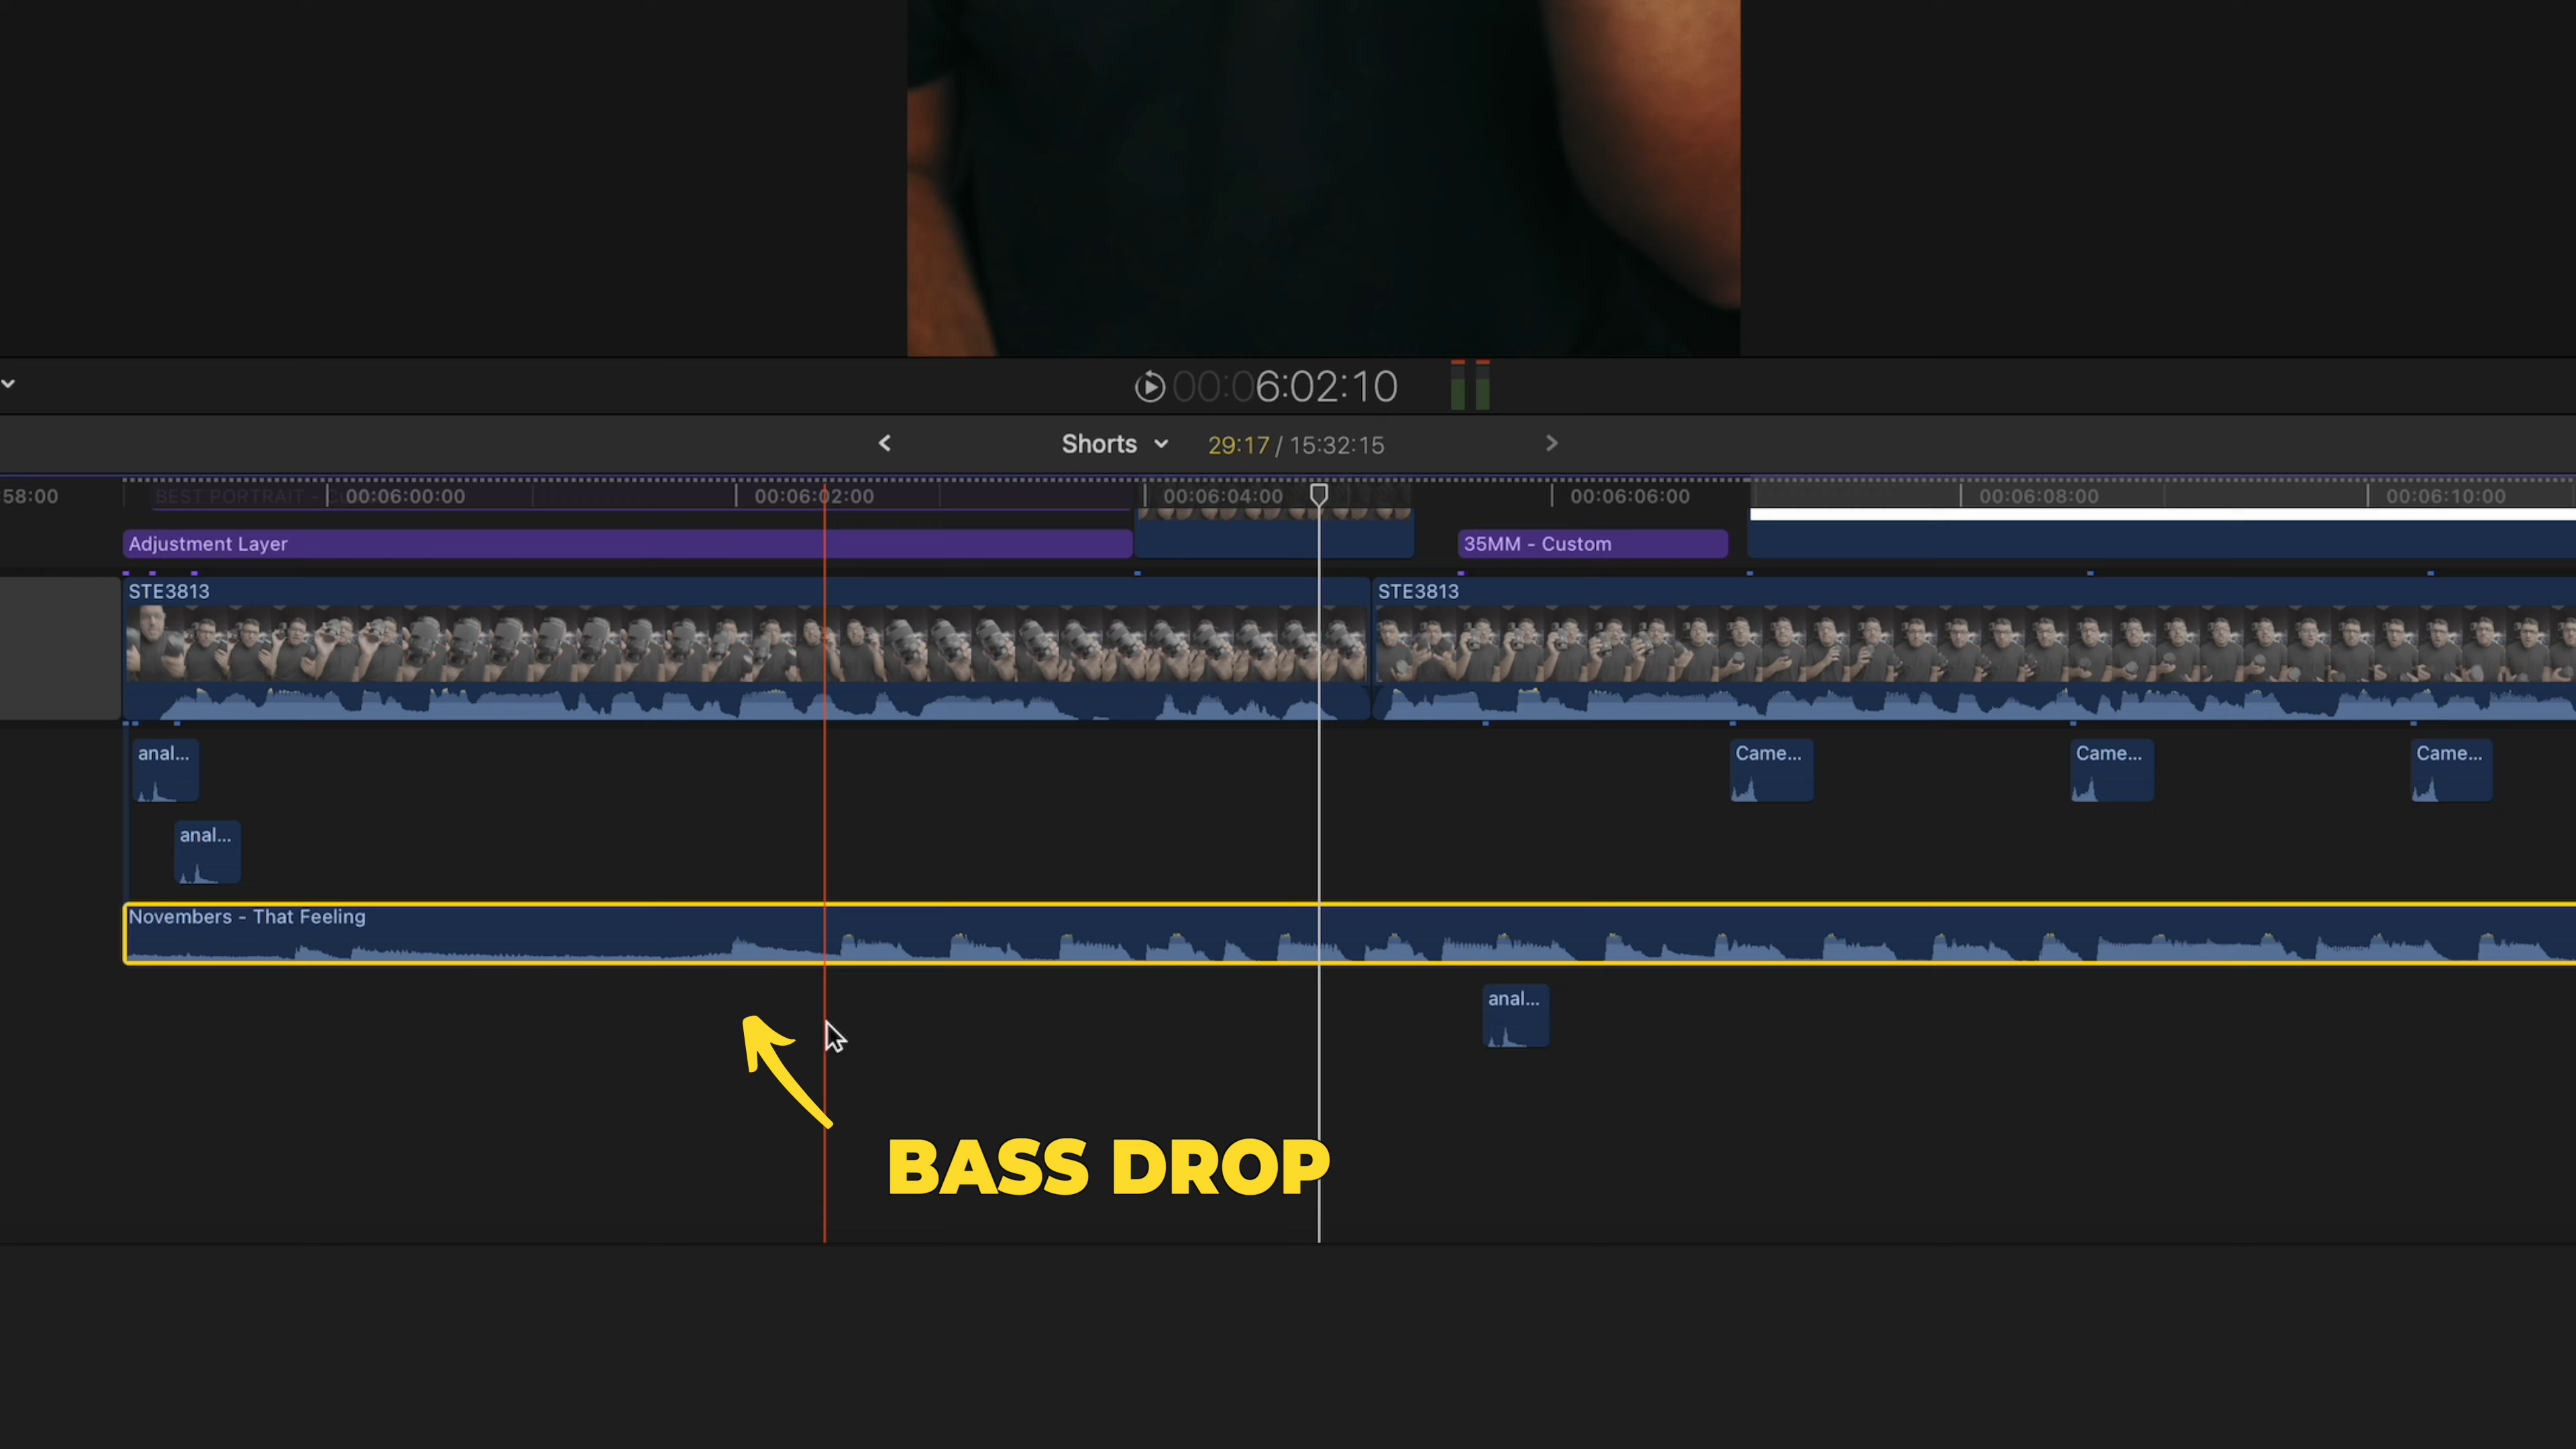 00:06:02:10
Shorts 29:17 / 15:32:15
58:00 00:06:00:00 00:06:02:00 00:06:04:00 00:06:06:00 00:06:08:00 00:06:10:00
BEST PORTRAIT -
Adjustment Layer 35MM - Custom
STE3813 STE3813
anal... Came... Came... Came...
anal...
Novembers - That Feeling
anal...
BASS DROP